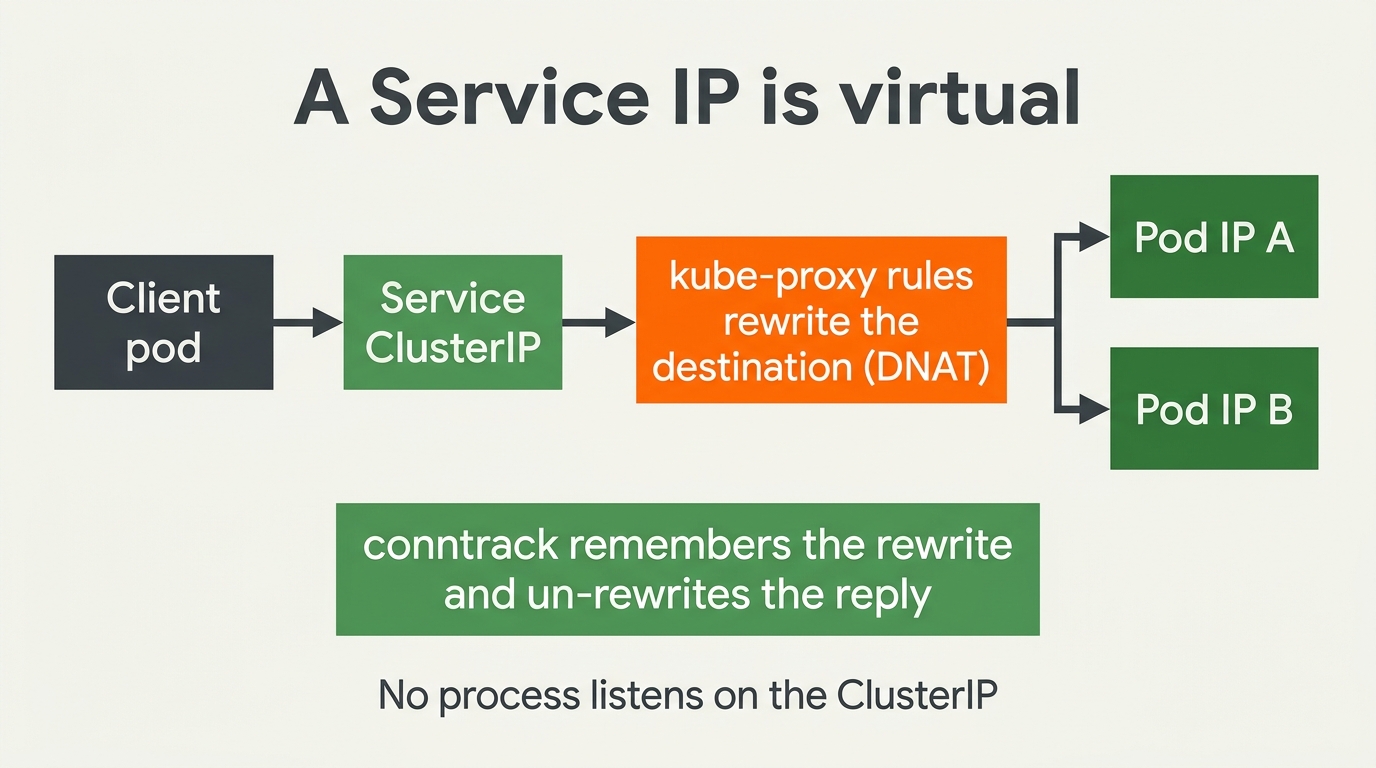 A Service IP is virtual
Client
pod
Service
ClusterIP
kube-proxy rules
rewrite the
destination (DNAT)
Pod IP A
Pod IP B
conntrack remembers the rewrite
and un-rewrites the reply
No process listens on the ClusterIP